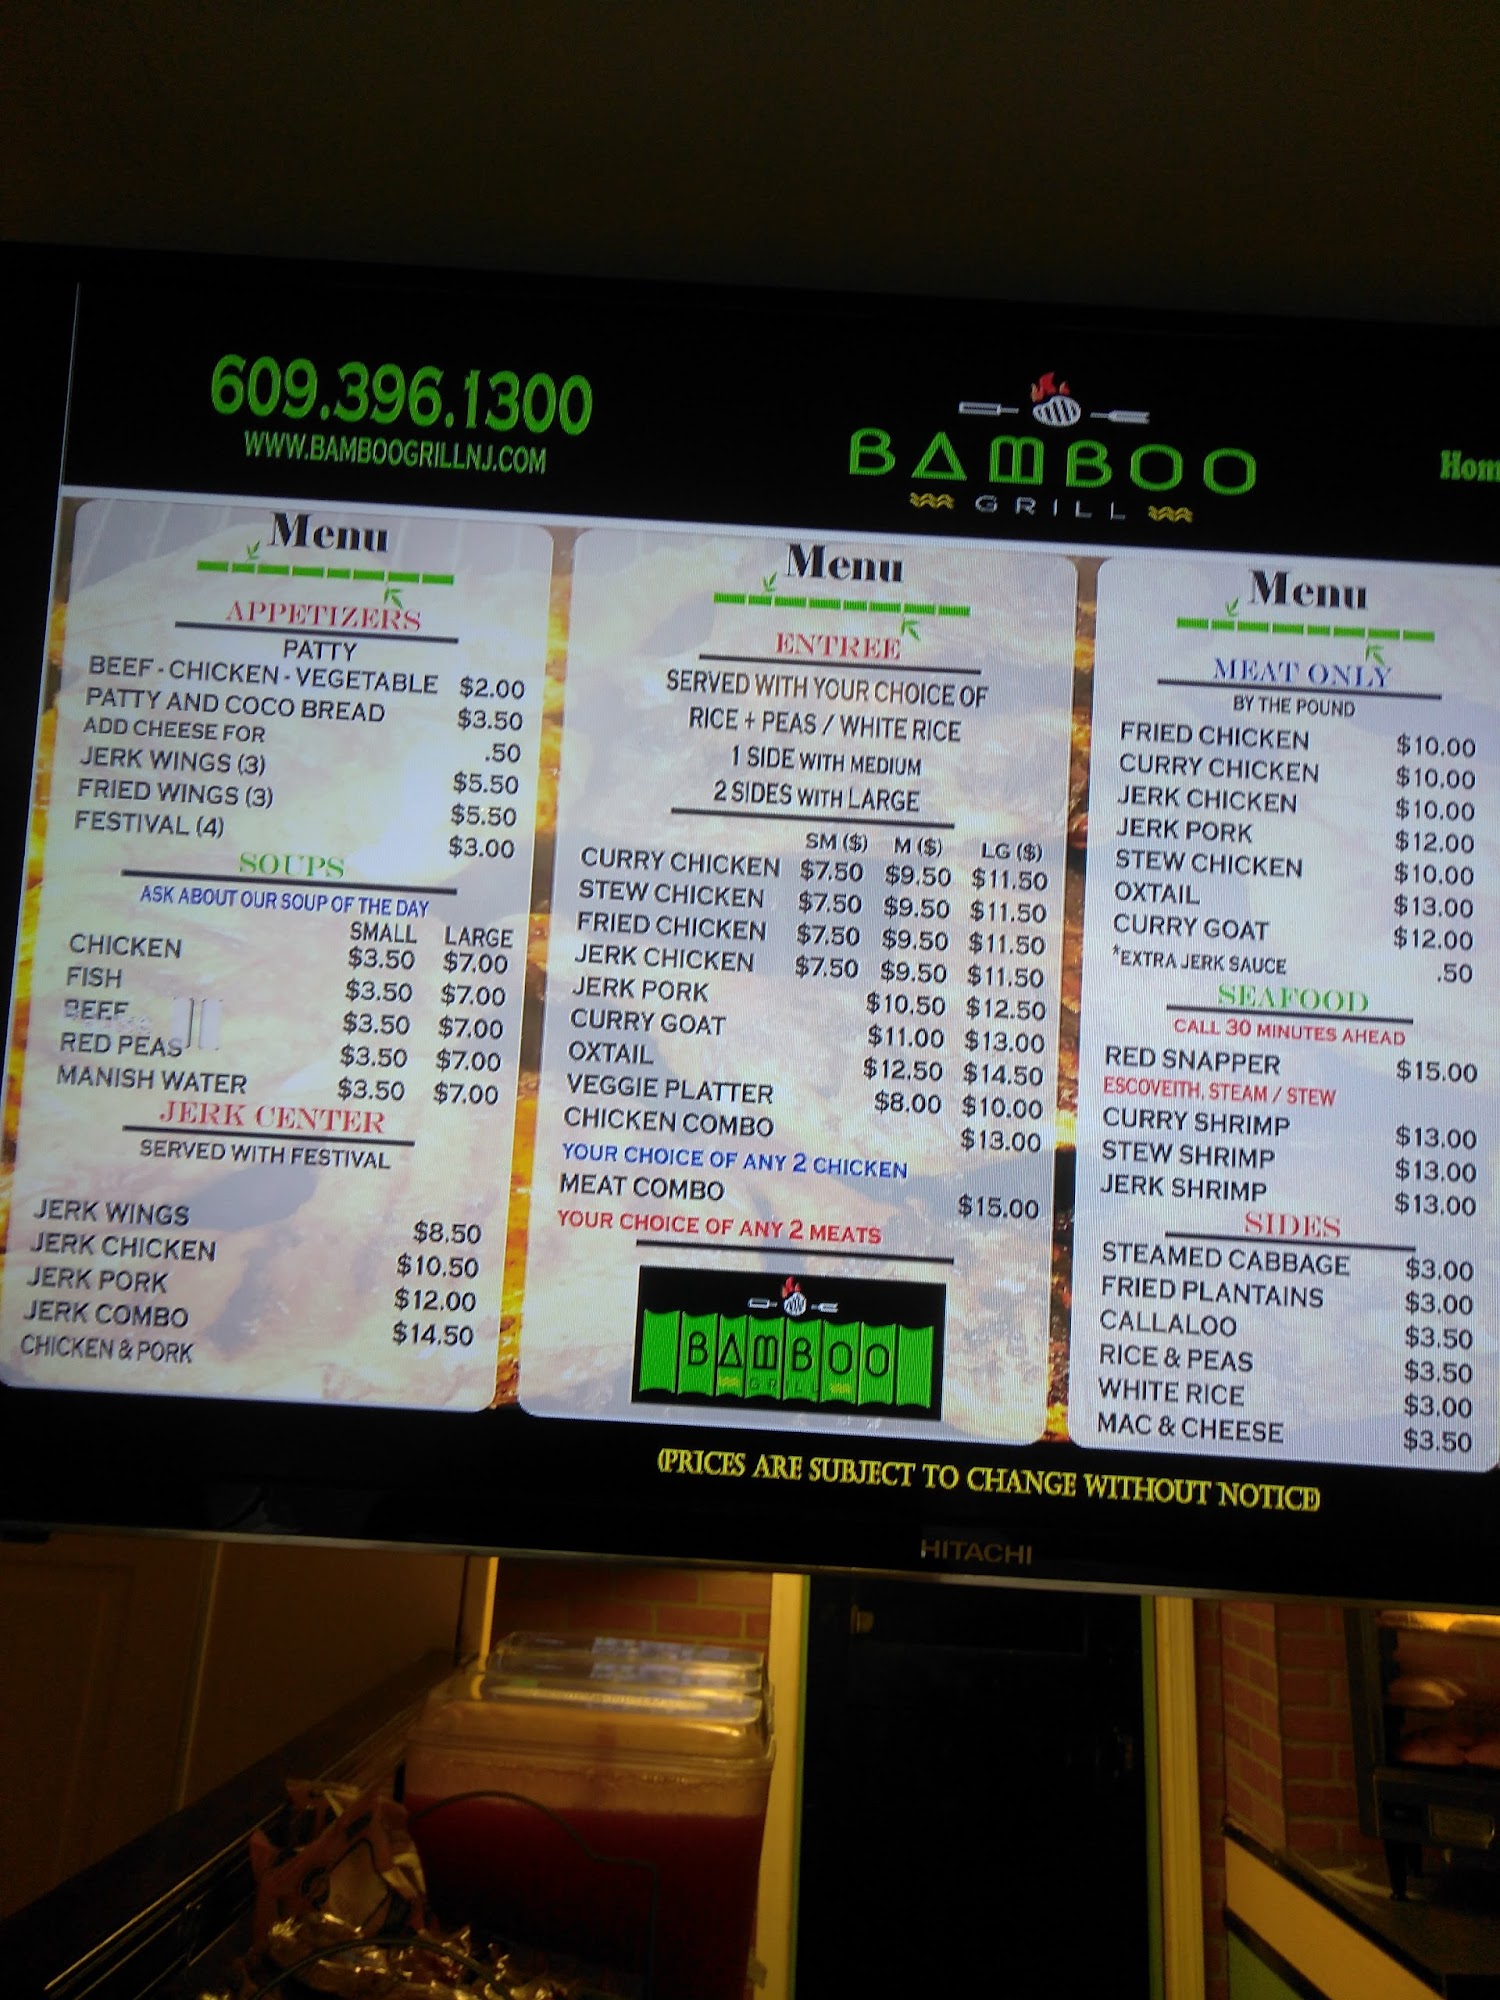 609.396.1300
WWW.BAMBOOGRILLNJ.COM
BAMBOO
GRILL
Menu
APPETIZERS
PATTY
BEEF - CHICKEN - VEGETABLE $2.00
PATTY AND COCO BREAD $3.50
ADD CHEESE FOR .50
JERK WINGS (3) $5.50
FRIED WINGS (3) $5.50
FESTIVAL (4) $3.00
SOUPS
ASK ABOUT OUR SOUP OF THE DAY
SMALL LARGE
CHICKEN $3.50 $7.00
FISH $3.50 $7.00
BEEF $3.50 $7.00
RED PEAS $3.50 $7.00
MANISH WATER $3.50 $7.00
JERK CENTER
SERVED WITH FESTIVAL
JERK WINGS $8.50
JERK CHICKEN $10.50
JERK PORK $12.00
JERK COMBO $14.50
CHICKEN & PORK
Menu
ENTREE
SERVED WITH YOUR CHOICE OF
RICE + PEAS / WHITE RICE
1 SIDE WITH MEDIUM
2 SIDES WITH LARGE
SM ($) M ($) LG ($)
CURRY CHICKEN $7.50 $9.50 $11.50
STEW CHICKEN $7.50 $9.50 $11.50
FRIED CHICKEN $7.50 $9.50 $11.50
JERK CHICKEN $7.50 $9.50 $11.50
JERK PORK $10.50 $12.50
CURRY GOAT $11.00 $13.00
OXTAIL $12.50 $14.50
VEGGIE PLATTER $8.00 $10.00
CHICKEN COMBO $13.00
YOUR CHOICE OF ANY 2 CHICKEN
MEAT COMBO $15.00
YOUR CHOICE OF ANY 2 MEATS
BAMBOO
GRILL
Menu
MEAT ONLY
BY THE POUND
FRIED CHICKEN $10.00
CURRY CHICKEN $10.00
JERK CHICKEN $10.00
JERK PORK $12.00
STEW CHICKEN $10.00
OXTAIL $13.00
CURRY GOAT $12.00
*EXTRA JERK SAUCE .50
SEAFOOD
CALL 30 MINUTES AHEAD
RED SNAPPER $15.00
ESCOVEITH, STEAM / STEW
CURRY SHRIMP $13.00
STEW SHRIMP $13.00
JERK SHRIMP $13.00
SIDES
STEAMED CABBAGE $3.00
FRIED PLANTAINS $3.00
CALLALOO $3.50
RICE & PEAS $3.50
WHITE RICE $3.00
MAC & CHEESE $3.50
(PRICES ARE SUBJECT TO CHANGE WITHOUT NOTICE)
HITACHI